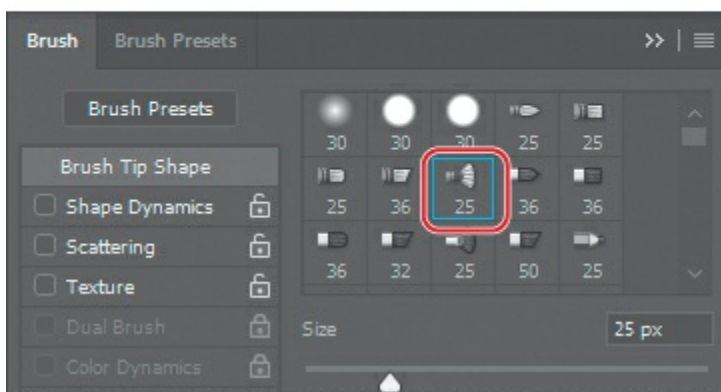 Brush Brush Presets
Brush Presets
30 30 30 25 25
Brush Tip Shape
25 36 25 36 36
Shape Dynamics
Scattering
36 32 25 50 25
Texture
Dual Brush Size 25 px
Color Dynamics